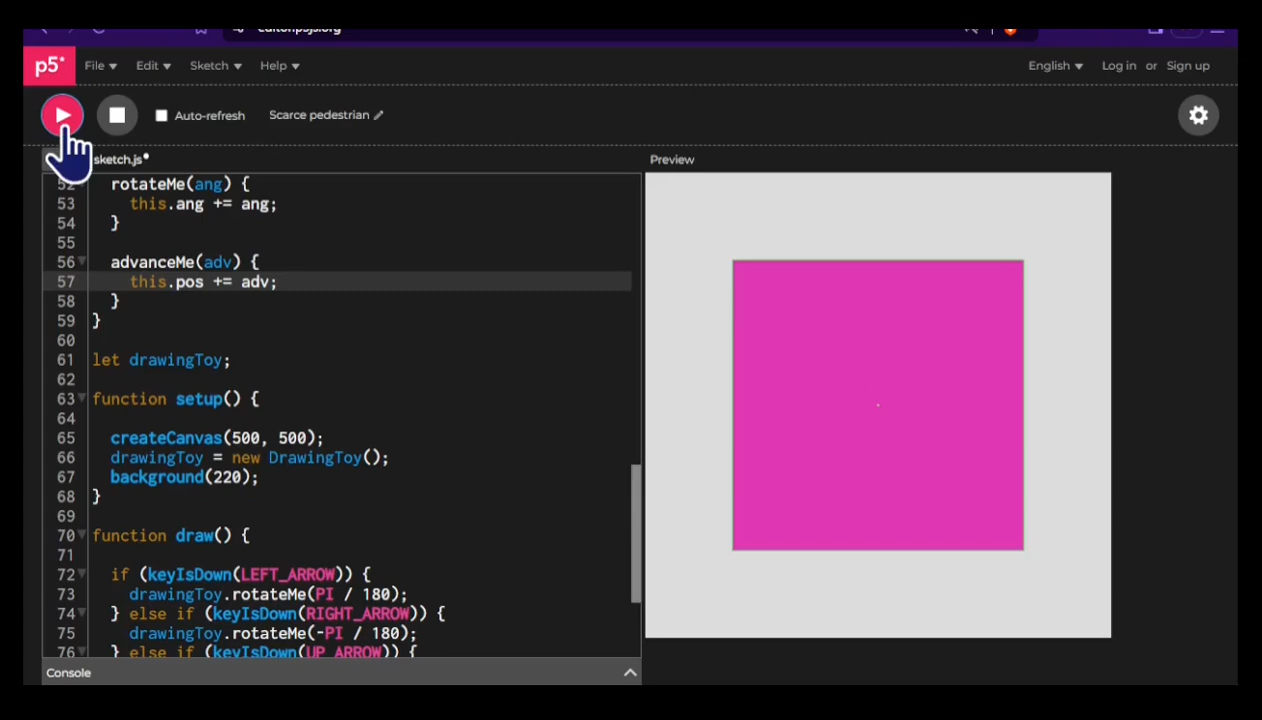 editor.p5js.org
p5* File Edit Sketch Help English Log in or Sign up
Auto-refresh Scarce pedestrian
sketch.js• Preview
52 rotateMe(ang) {
53 this.ang += ang;
54 }
55
56 advanceMe(adv) {
57 this.pos += adv;
58 }
59 }
60
61 let drawingToy;
62
63 function setup() {
64
65 createCanvas(500, 500);
66 drawingToy = new DrawingToy();
67 background(220);
68 }
69
70 function draw() {
71
72 if (keyIsDown(LEFT_ARROW)) {
73 drawingToy.rotateMe(PI / 180);
74 } else if (keyIsDown(RIGHT_ARROW)) {
75 drawingToy.rotateMe(-PI / 180);
76 } else if (keyIsDown(UP_ARROW)) {
Console